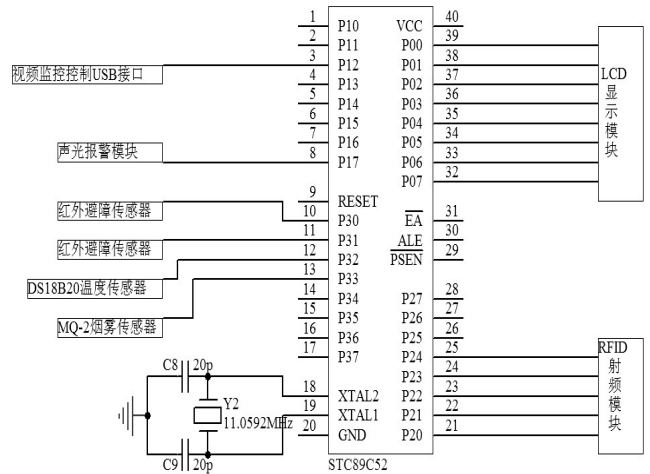 1 P10 VCC 40
2 P11 P00 39
3 P12 P01 38
视频监控控制USB接口
4 P13 P02 37
5 P14 P03 36
6 P15 P04 35
7 P16 P05 34
8 P17 P06 33
P07 32
LCD
显
示
模
块
声光报警模块
9 RESET
红外避障传感器
10 P30 EA 31
11 P31 ALE 30
红外避障传感器
12 P32 PSEN 29
DS18B20温度传感器
13 P33
14 P34 P27 28
MQ-2烟雾传感器
15 P35 P26 27
16 P36 P25 26
17 P37 P24 25
P23 24
18 XTAL2 P22 23
19 XTAL1 P21 22
20 GND P20 21
RFID
射
频
模
块
C8 20p
Y2
11.0592MHz
C9 20p
STC89C52